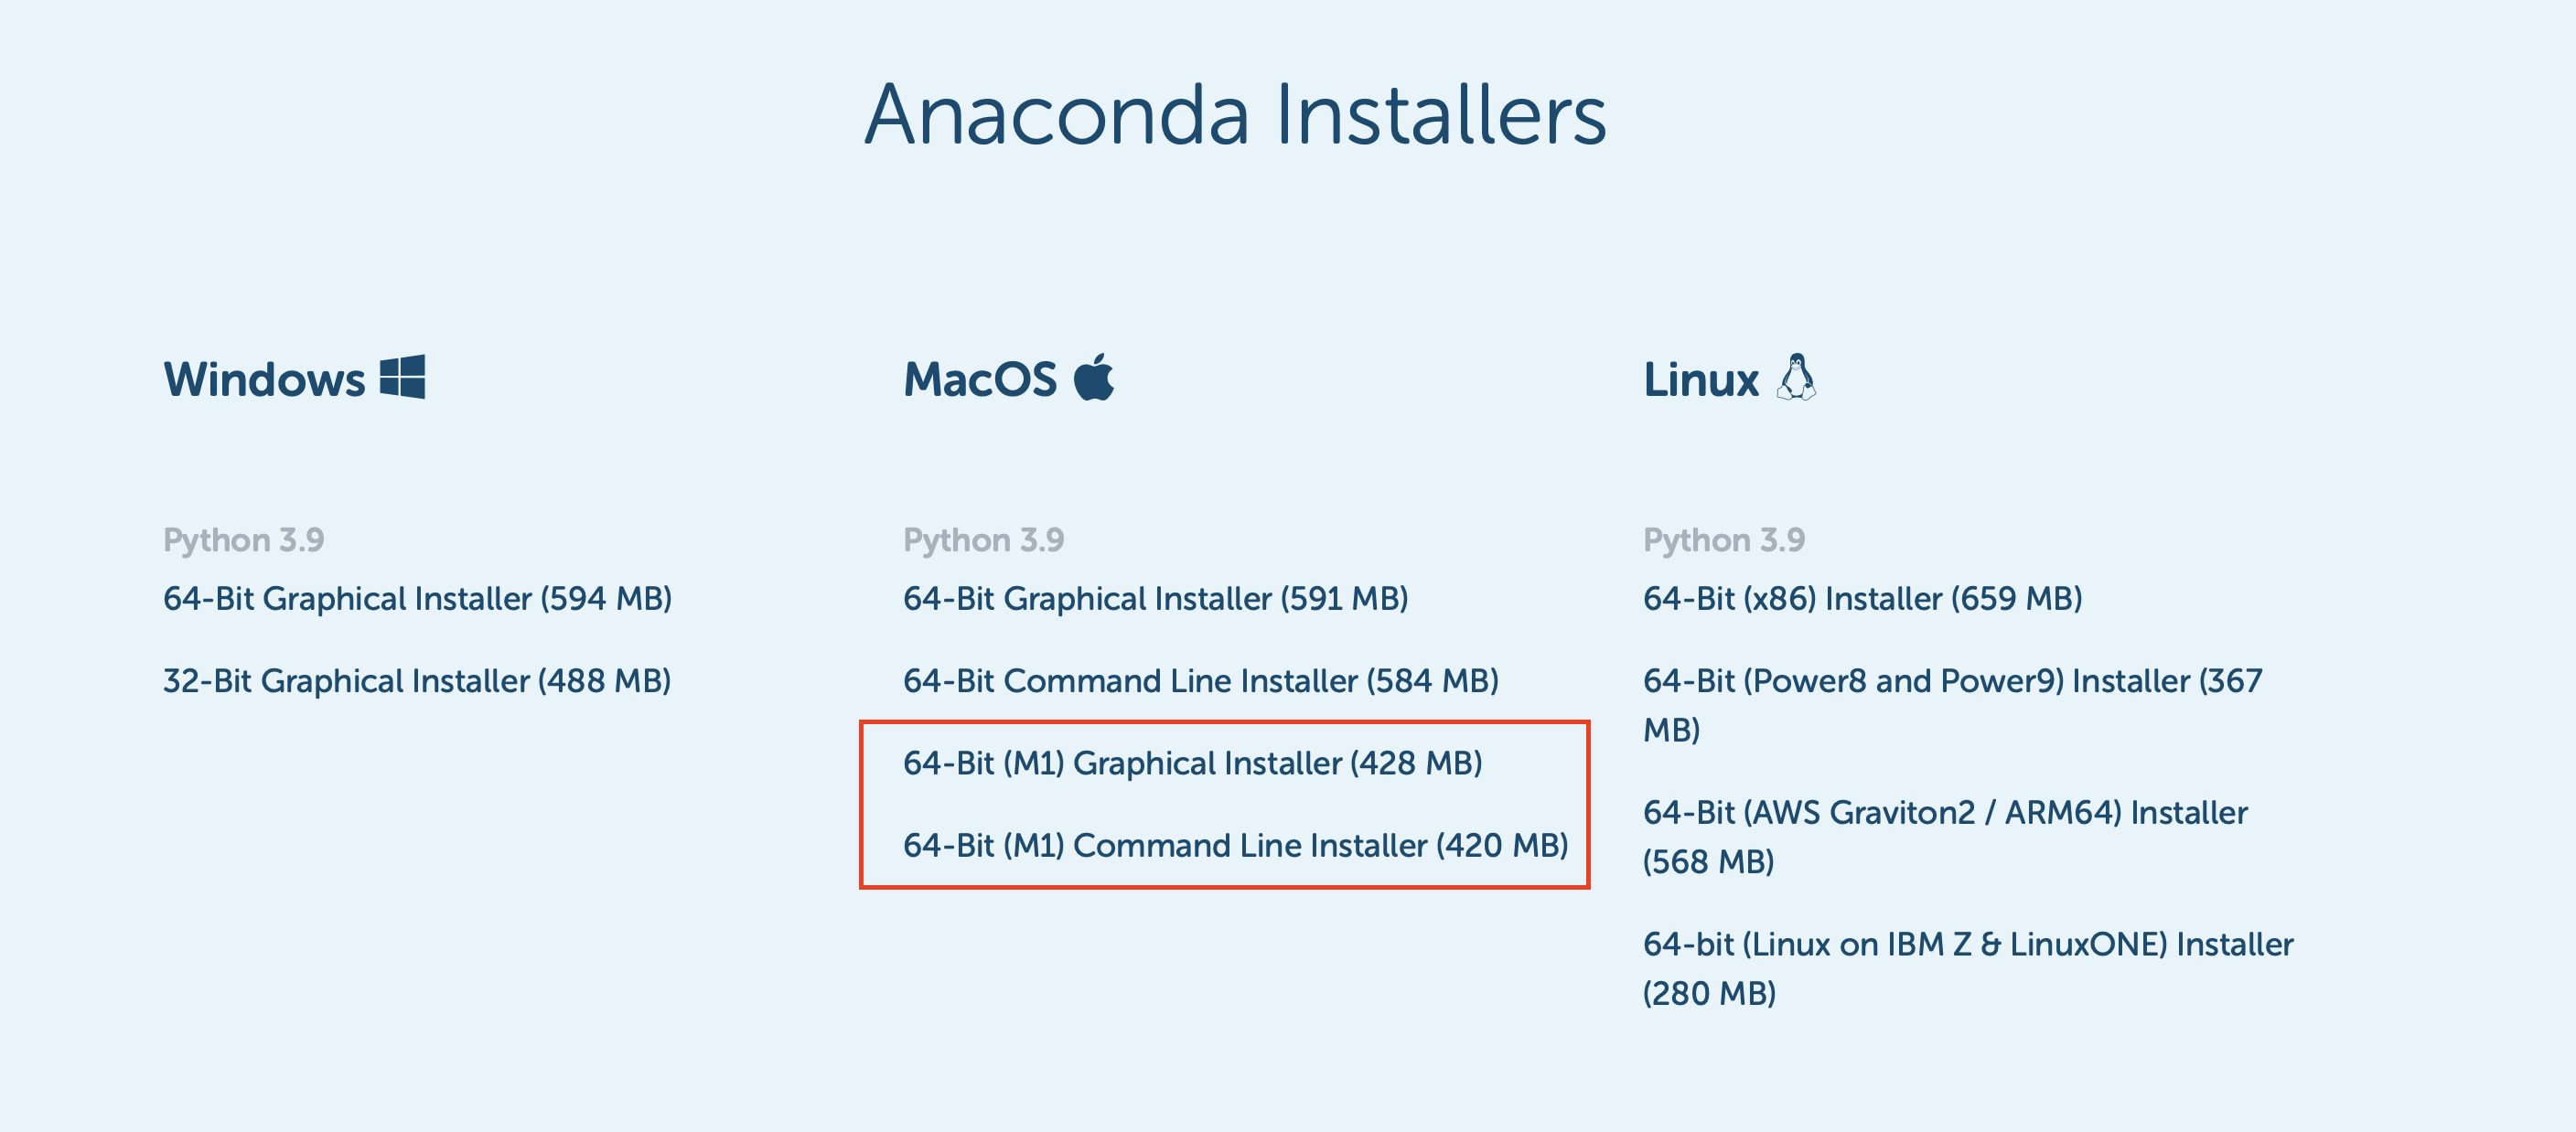 Anaconda Installers
Windows
Python 3.9
64-Bit Graphical Installer (594 MB)
32-Bit Graphical Installer (488 MB)
MacOS
Python 3.9
64-Bit Graphical Installer (591 MB)
64-Bit Command Line Installer (584 MB)
64-Bit (M1) Graphical Installer (428 MB)
64-Bit (M1) Command Line Installer (420 MB)
Linux
Python 3.9
64-Bit (x86) Installer (659 MB)
64-Bit (Power8 and Power9) Installer (367
MB)
64-Bit (AWS Graviton2 / ARM64) Installer
(568 MB)
64-bit (Linux on IBM Z & LinuxONE) Installer
(280 MB)